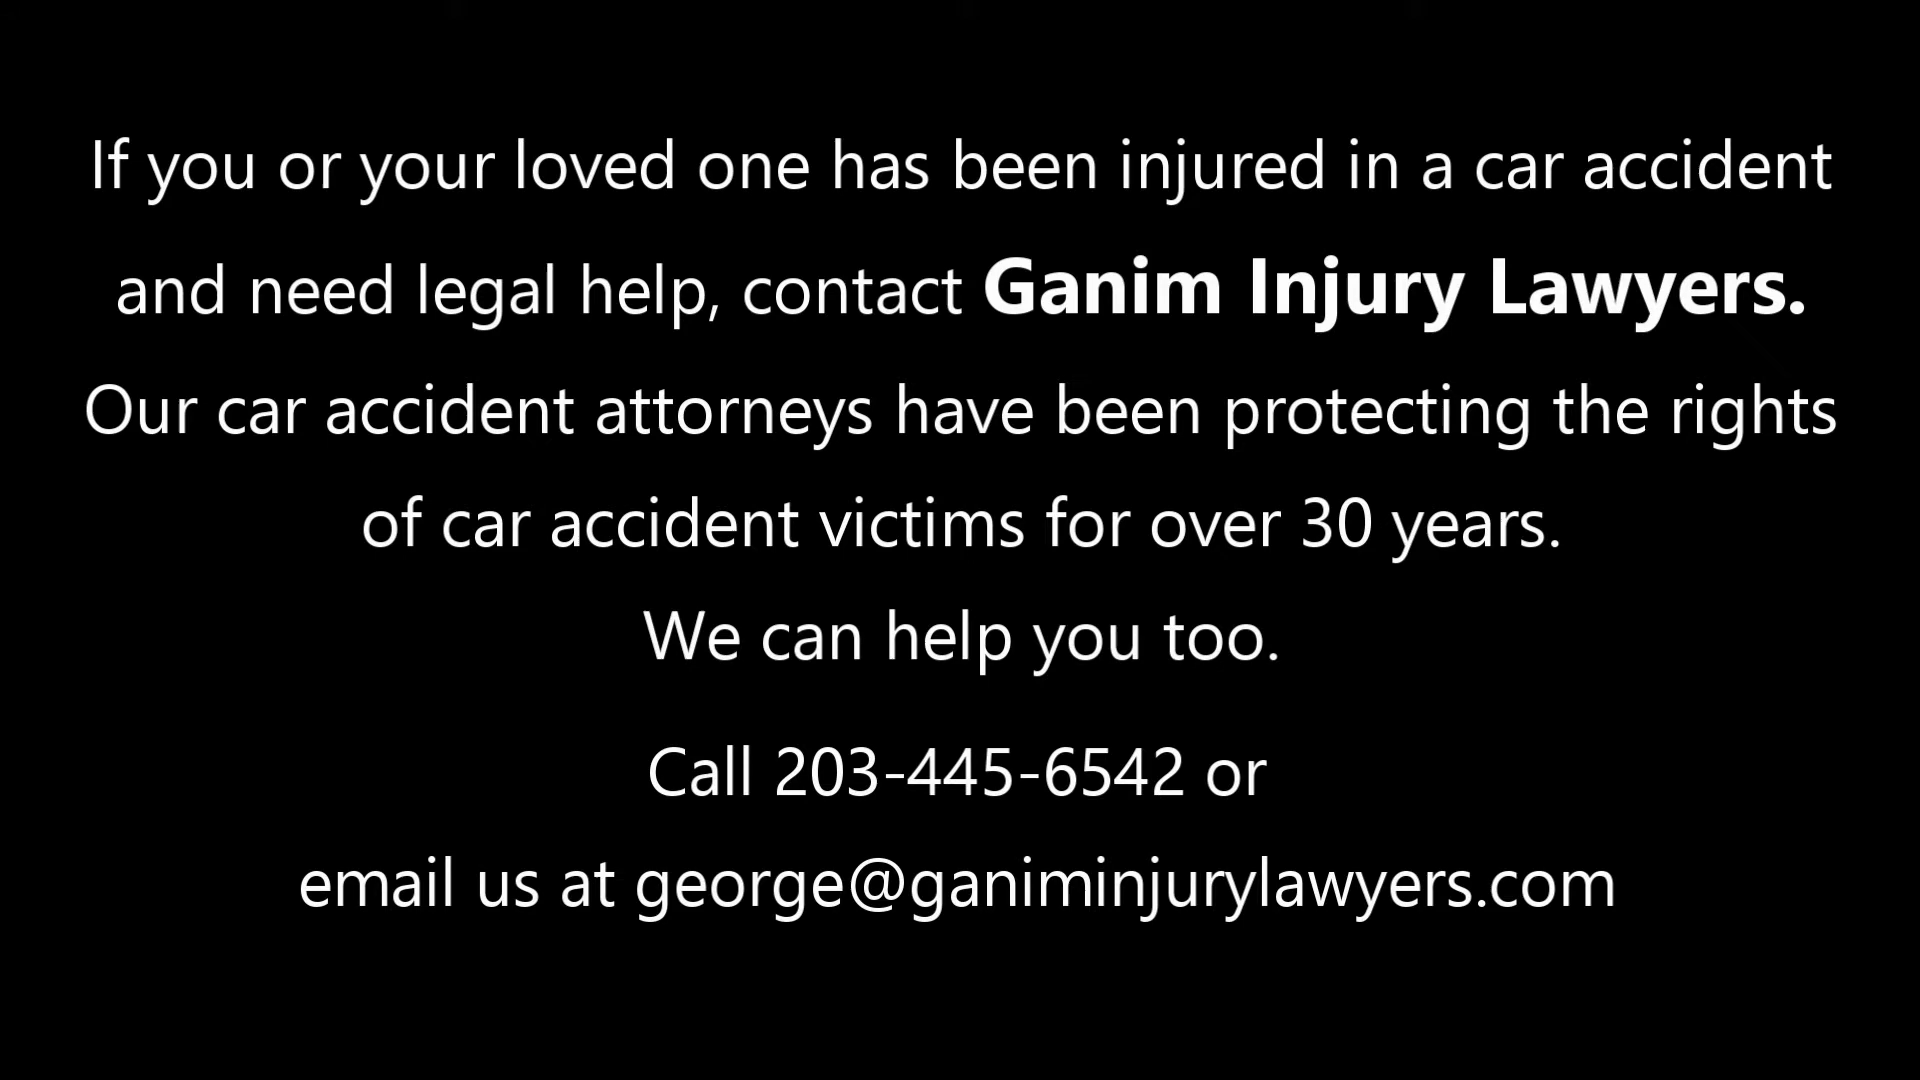 If you or your loved one has been injured in a car accident
and need legal help, contact Ganim Injury Lawyers.
Our car accident attorneys have been protecting the rights
of car accident victims for over 30 years.
We can help you too.
Call 203-445-6542 or
email us at george@ganiminjurylawyers.com